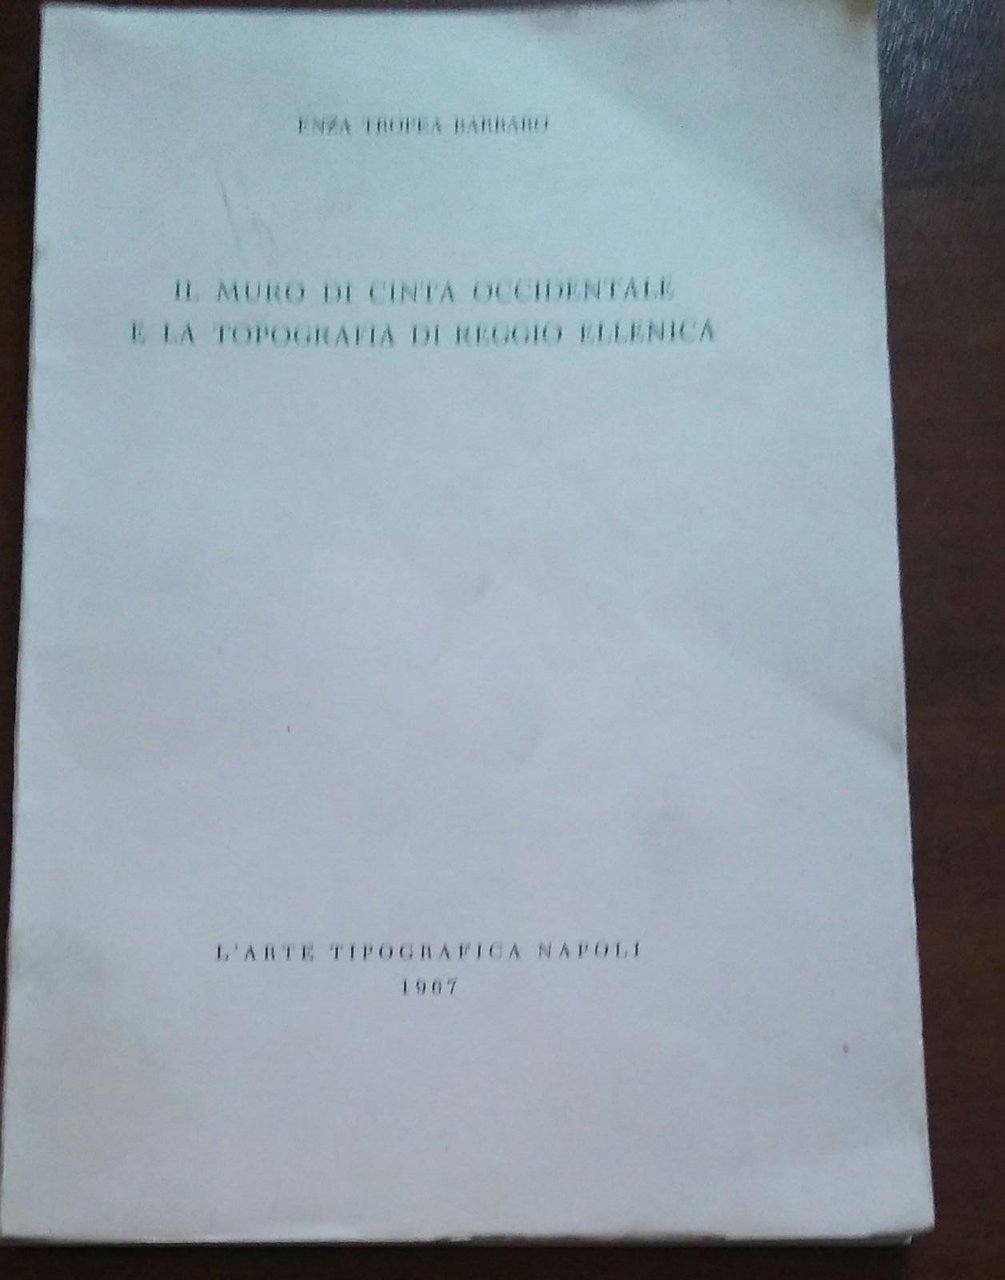 ENZA TROPEA BARBARO
IL MURO DI CINTA OCCIDENTALE
E LA TOPOGRAFIA DI REGGIO ELLENICA
L'ARTE TIPOGRAFICA NAPOLI
1967